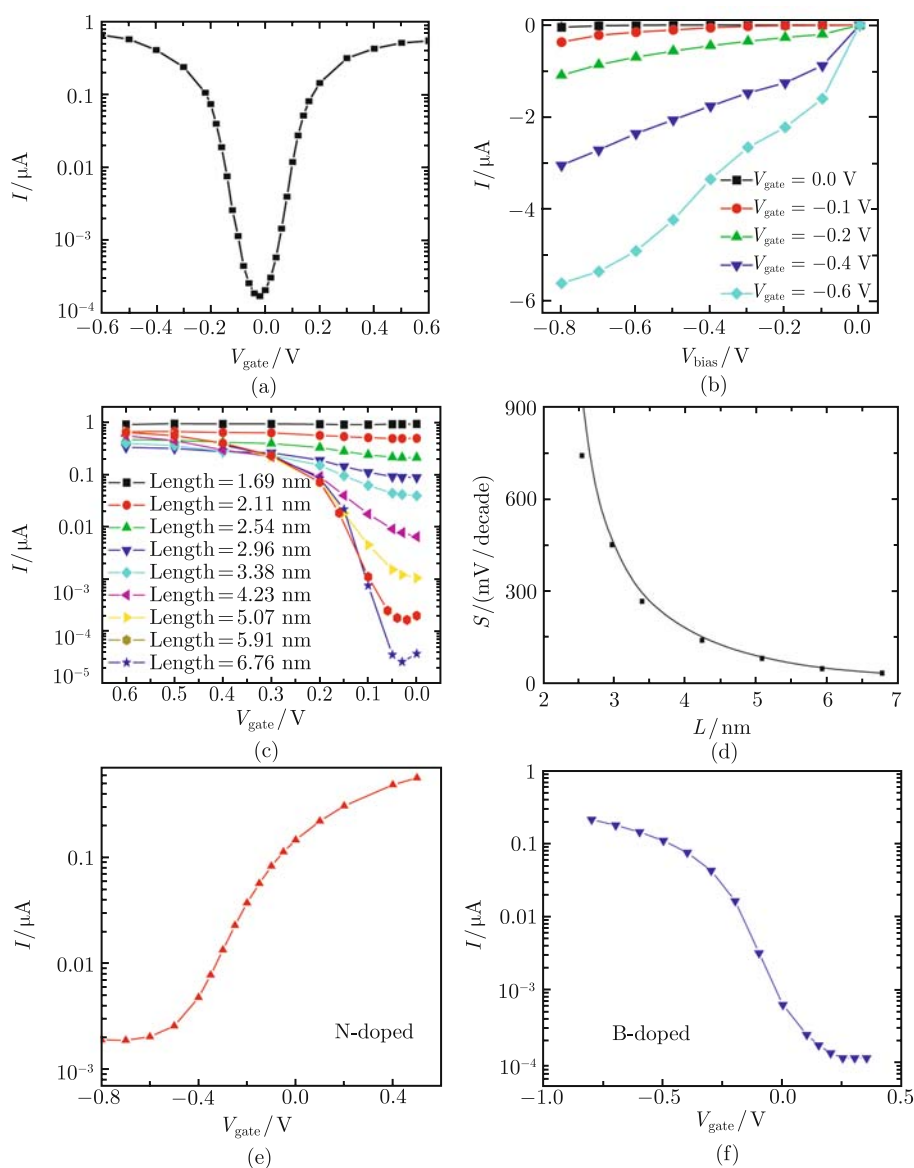 1
0.1
0.01
10⁻³
10⁻⁴
I/μA
−0.6 −0.4 −0.2 0.0 0.2 0.4 0.6
V_gate/V
(a)
0
−2
−4
−6
I/μA
V_gate = 0.0 V
V_gate = −0.1 V
V_gate = −0.2 V
V_gate = −0.4 V
V_gate = −0.6 V
−0.8 −0.6 −0.4 −0.2 0.0
V_bias/V
(b)
1
0.1
0.01
10⁻³
10⁻⁴
10⁻⁵
I/μA
Length=1.69 nm
Length=2.11 nm
Length=2.54 nm
Length=2.96 nm
Length=3.38 nm
Length=4.23 nm
Length=5.07 nm
Length=5.91 nm
Length=6.76 nm
0.6 0.5 0.4 0.3 0.2 0.1 0.0
V_gate/V
(c)
900
600
300
0
S/(mV/decade)
2 3 4 5 6 7
L/nm
(d)
0.1
0.01
10⁻³
I/μA
N-doped
−0.8 −0.4 0.0 0.4
V_gate/V
(e)
1
0.1
0.01
10⁻³
10⁻⁴
I/μA
B-doped
−1.0 −0.5 0.0 0.5
V_gate/V
(f)